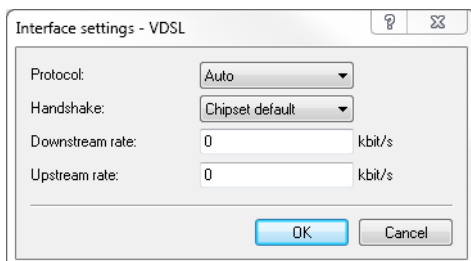 Interface settings - VDSL
Protocol: Auto
Handshake: Chipset default
Downstream rate: 0 kbit/s
Upstream rate: 0 kbit/s
OK Cancel